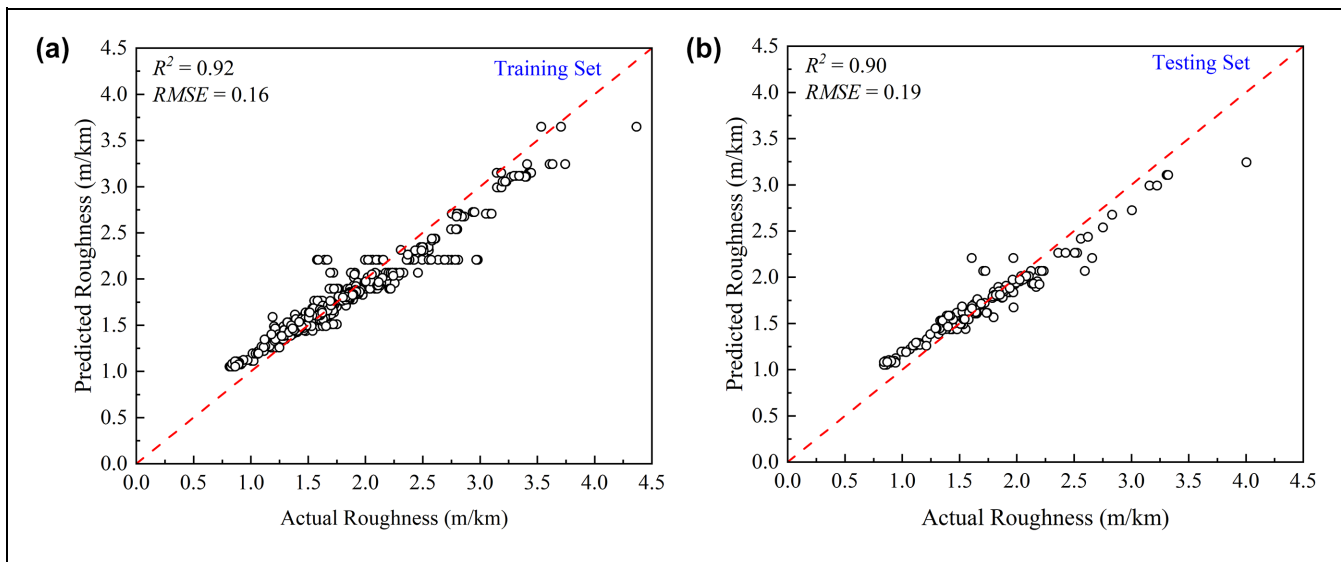 (a)
R² = 0.92
RMSE = 0.16
Training Set
Predicted Roughness (m/km)
4.5
4.0
3.5
3.0
2.5
2.0
1.5
1.0
0.5
0.0
0.0 0.5 1.0 1.5 2.0 2.5 3.0 3.5 4.0 4.5
Actual Roughness (m/km)
(b)
R² = 0.90
RMSE = 0.19
Testing Set
Predicted Roughness (m/km)
4.5
4.0
3.5
3.0
2.5
2.0
1.5
1.0
0.5
0.0
0.0 0.5 1.0 1.5 2.0 2.5 3.0 3.5 4.0 4.5
Actual Roughness (m/km)